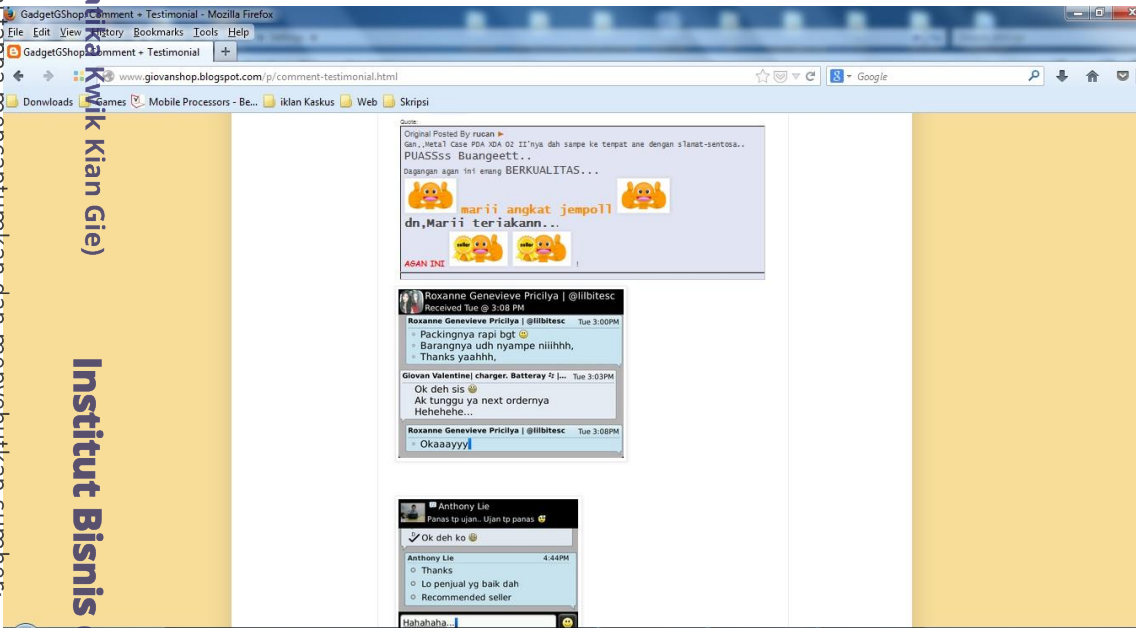 GadgetGShop: Comment + Testimonial - Mozilla Firefox
File Edit View History Bookmarks Tools Help
GadgetGShop: Comment + Testimonial
www.giovanshop.blogspot.com/p/comment-testimonial.html
Google
Donwloads Games Mobile Processors - Be... iklan Kaskus Web Skripsi
Quote:
Original Posted By rucan
Gan,,Metal Case PDA XDA O2 II'nya dah sampe ke tempat ane dengan slamat-sentosa..
PUASSss Buangeett..
Dagangan agan ini emang BERKUALITAS...
marii angkat jempoll
dn,Marii teriakann...
AGAN INI !
Roxanne Genevieve Pricilya | @lilbitesc
Received Tue @ 3:08 PM
Roxanne Genevieve Pricilya | @lilbitesc Tue 3:00PM
Packingnya rapi bgt
Barangnya udh nyampe niiihhh,
Thanks yaahhh,
Giovan Valentine| charger. Batteray |... Tue 3:03PM
Ok deh sis
Ak tunggu ya next ordernya
Hehehehe...
Roxanne Genevieve Pricilya | @lilbitesc Tue 3:08PM
Okaaayyy
Anthony Lie
Panas tp ujan.. Ujan tp panas
Ok deh ko
Anthony Lie 4:44PM
Thanks
Lo penjual yg baik dah
Recommended seller
Hahahaha...
Kwik Kian Gie)
Institut Bisnis